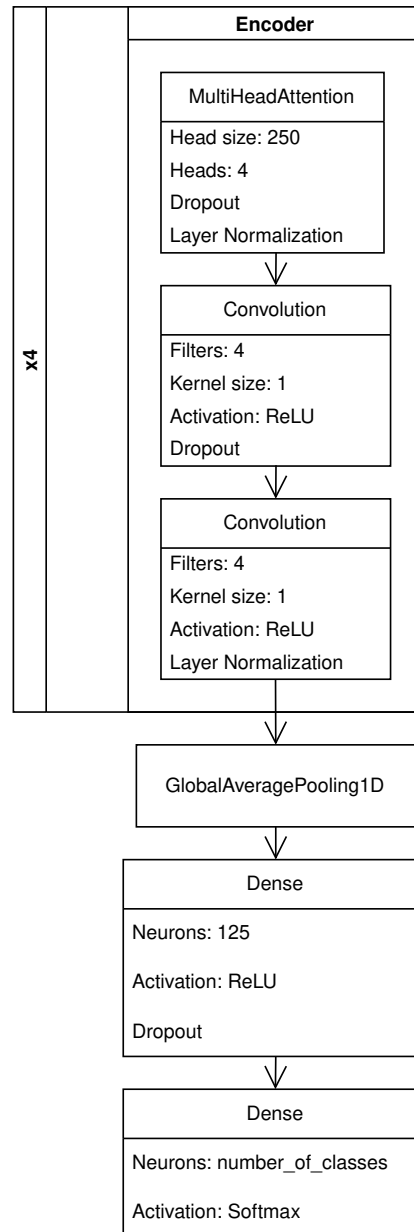 Encoder
x4
MultiHeadAttention
Head size: 250
Heads: 4
Dropout
Layer Normalization
Convolution
Filters: 4
Kernel size: 1
Activation: ReLU
Dropout
Convolution
Filters: 4
Kernel size: 1
Activation: ReLU
Layer Normalization
GlobalAveragePooling1D
Dense
Neurons: 125
Activation: ReLU
Dropout
Dense
Neurons: number_of_classes
Activation: Softmax